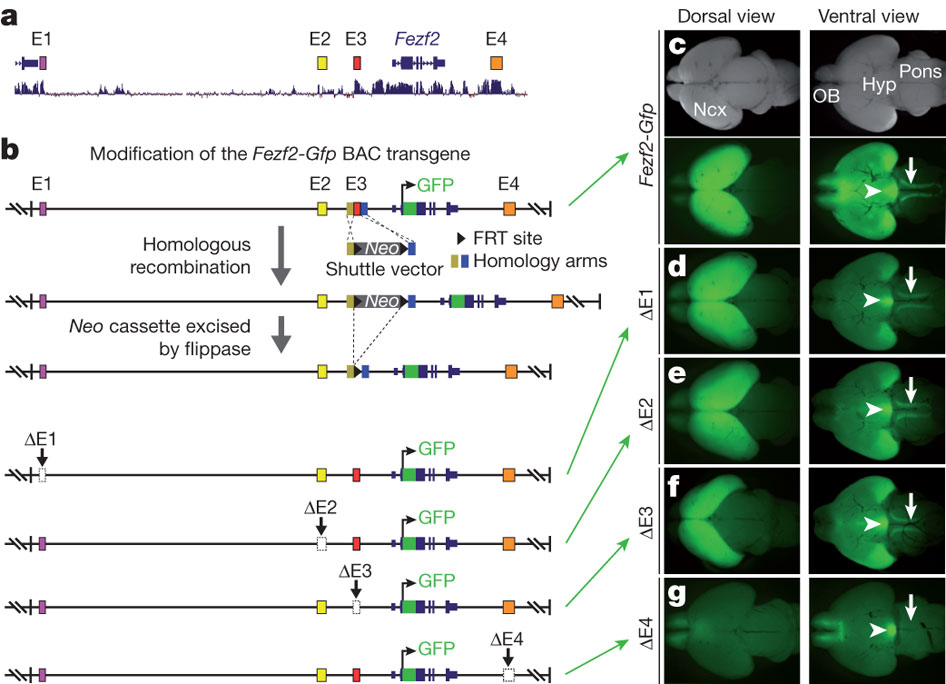 a
E1
E2
E3
Fezf2
E4
b
Modification of the Fezf2-Gfp BAC transgene
E1
E2
E3
GFP
E4
Homologous
recombination
Neo
FRT site
Shuttle vector
Homology arms
Neo
Neo cassette excised
by flippase
ΔE1
GFP
ΔE2
GFP
ΔE3
GFP
ΔE4
GFP
Dorsal view
Ventral view
c
Ncx
OB
Hyp
Pons
Fezf2-Gfp
d
ΔE1
e
ΔE2
f
ΔE3
g
ΔE4